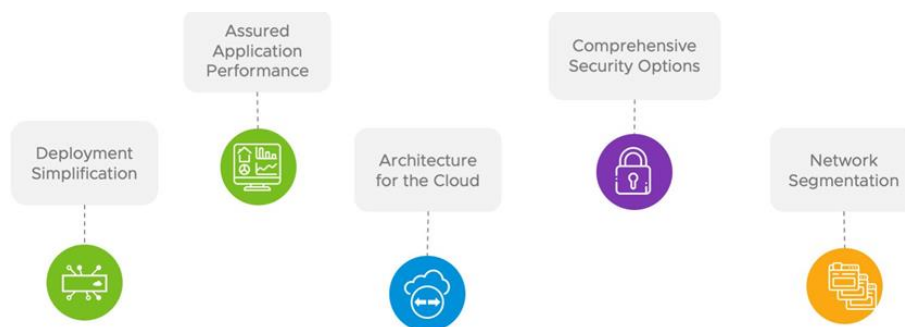 Deployment
Simplification
Assured
Application
Performance
Architecture
for the Cloud
Comprehensive
Security Options
Network
Segmentation